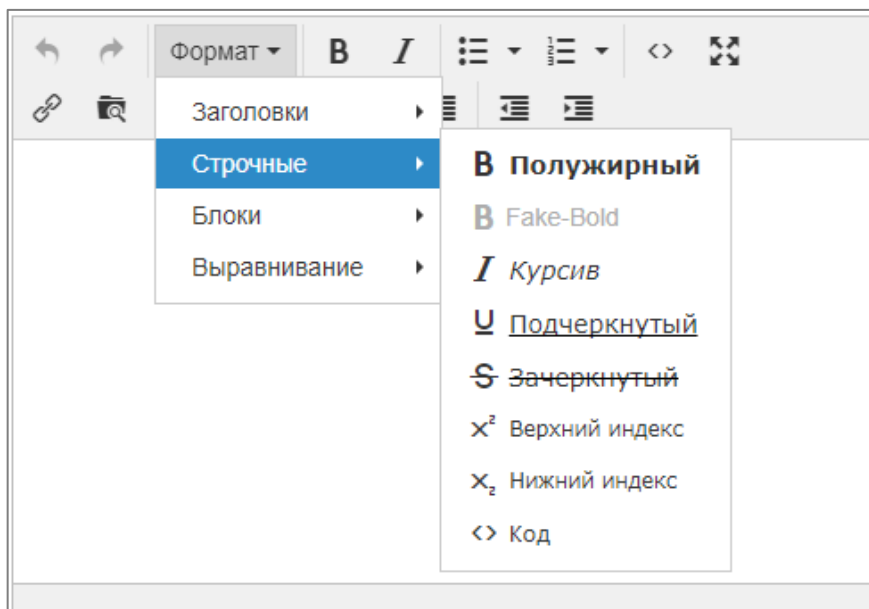 Формат
B I
Заголовки
Строчные
Блоки
Выравнивание
B Полужирный
B Fake-Bold
I Курсив
U Подчеркнутый
S Зачеркнутый
x² Верхний индекс
x₂ Нижний индекс
<> Код